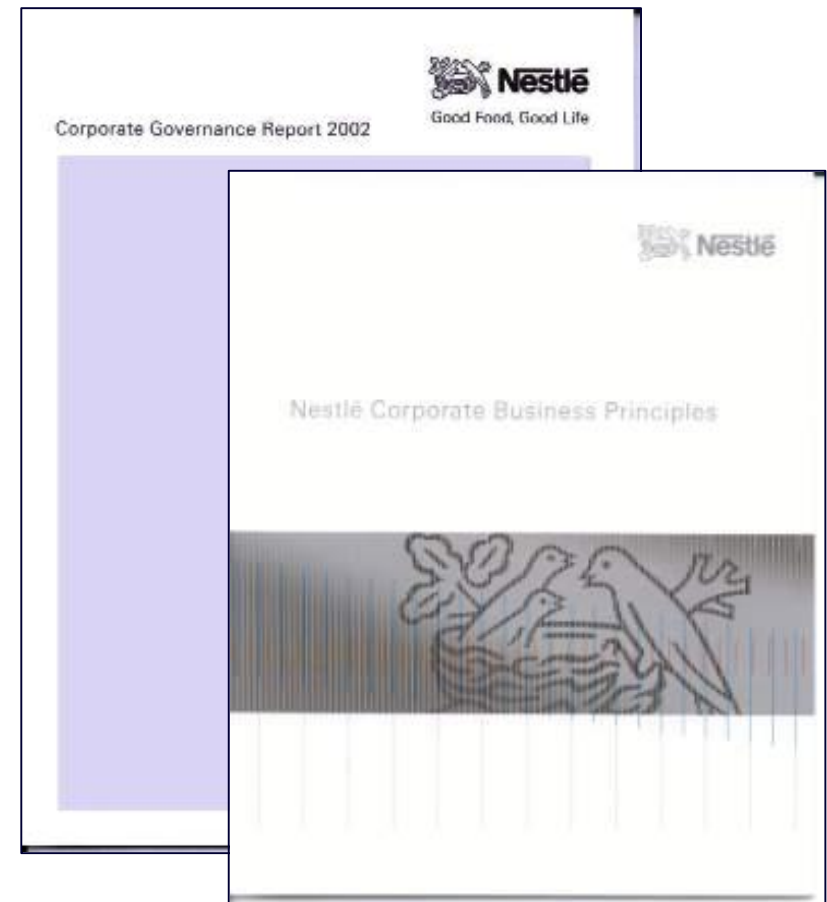 Nestlé
Good Food, Good Life
Corporate Governance Report 2002
Nestlé
Nestlé Corporate Business Principles